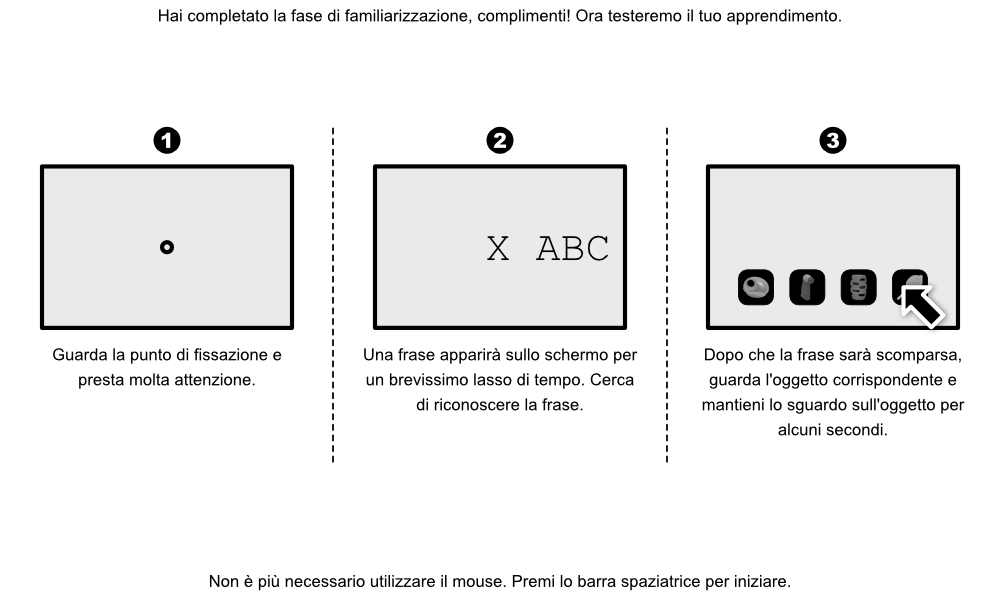 Hai completato la fase di familiarizzazione, complimenti! Ora testeremo il tuo apprendimento.
1
Guarda la punto di fissazione e
presta molta attenzione.
2
X ABC
Una frase apparirà sullo schermo per
un brevissimo lasso di tempo. Cerca
di riconoscere la frase.
3
Dopo che la frase sarà scomparsa,
guarda l'oggetto corrispondente e
mantieni lo sguardo sull'oggetto per
alcuni secondi.
Non è più necessario utilizzare il mouse. Premi lo barra spaziatrice per iniziare.